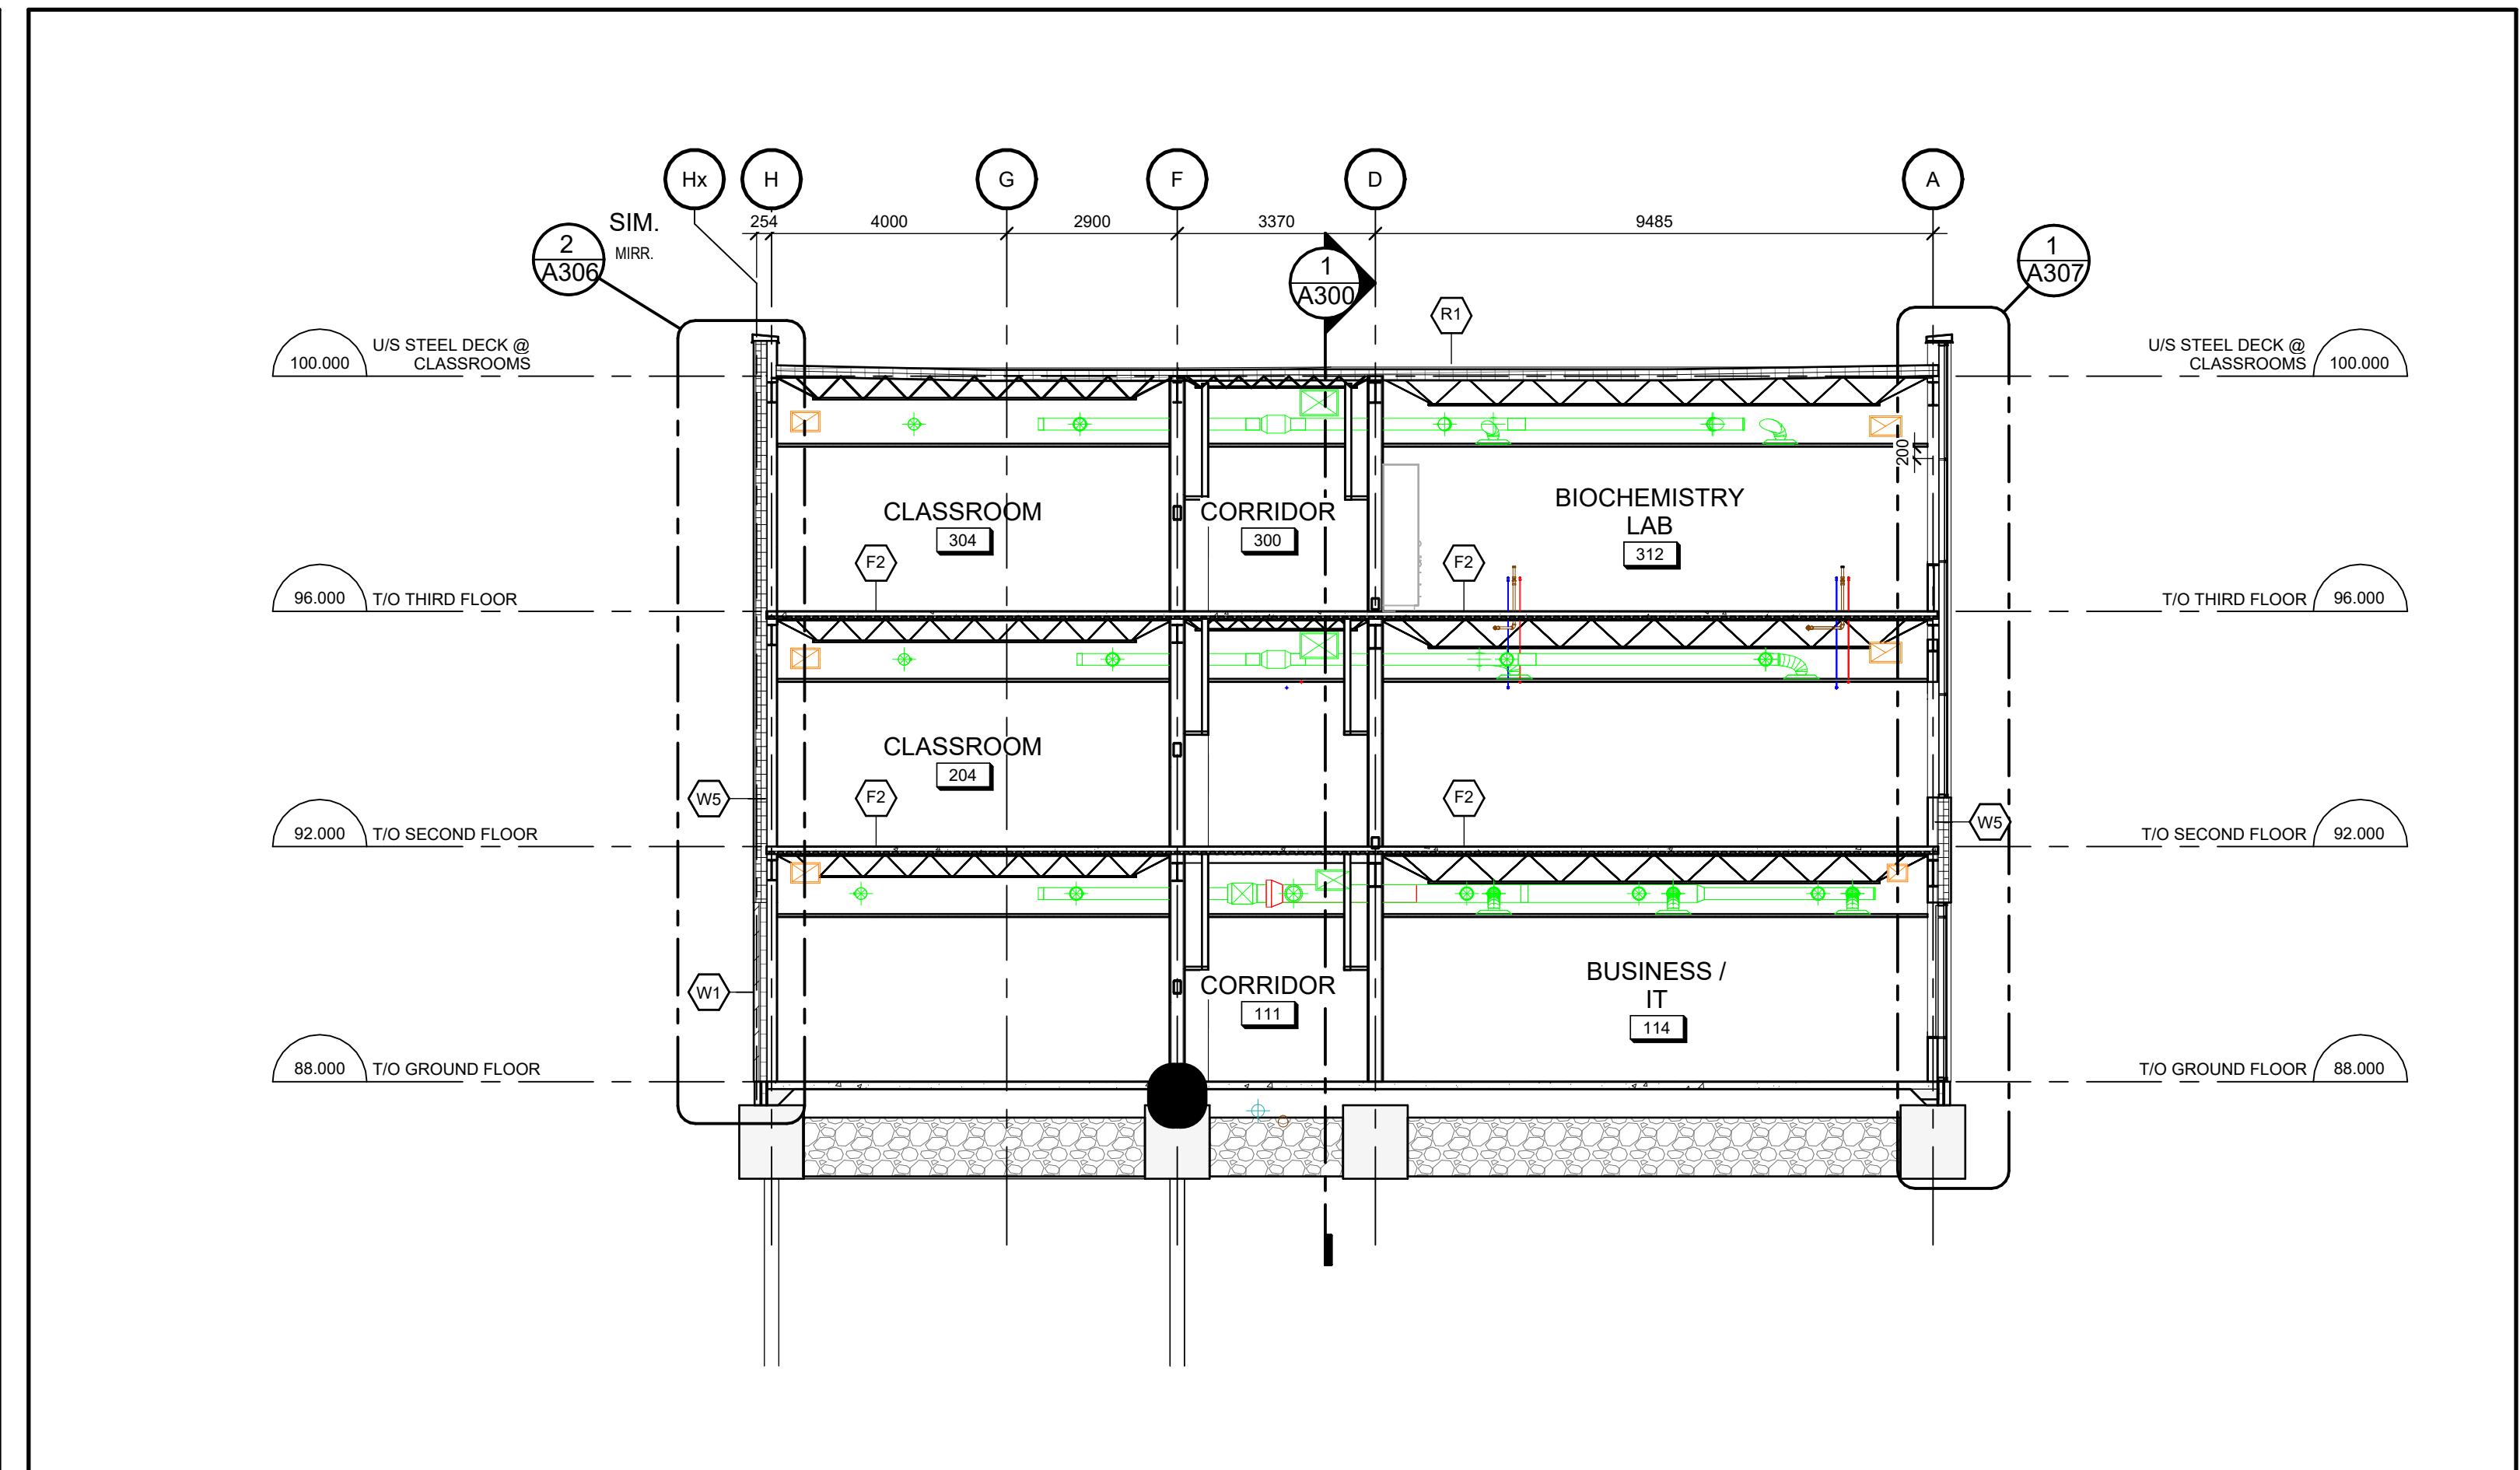 Hx H G F D A
254 4000 2900 3370 9485
SIM.
MIRR.
2
A306
1
A300
1
A307
R1
U/S STEEL DECK @
CLASSROOMS
100.000
U/S STEEL DECK @
CLASSROOMS
100.000
200
CLASSROOM
304
CORRIDOR
300
BIOCHEMISTRY
LAB
312
F2
F2
96.000 T/O THIRD FLOOR
T/O THIRD FLOOR 96.000
CLASSROOM
204
W5
F2
F2
W5
92.000 T/O SECOND FLOOR
T/O SECOND FLOOR 92.000
W1
CORRIDOR
111
BUSINESS /
IT
114
88.000 T/O GROUND FLOOR
T/O GROUND FLOOR 88.000